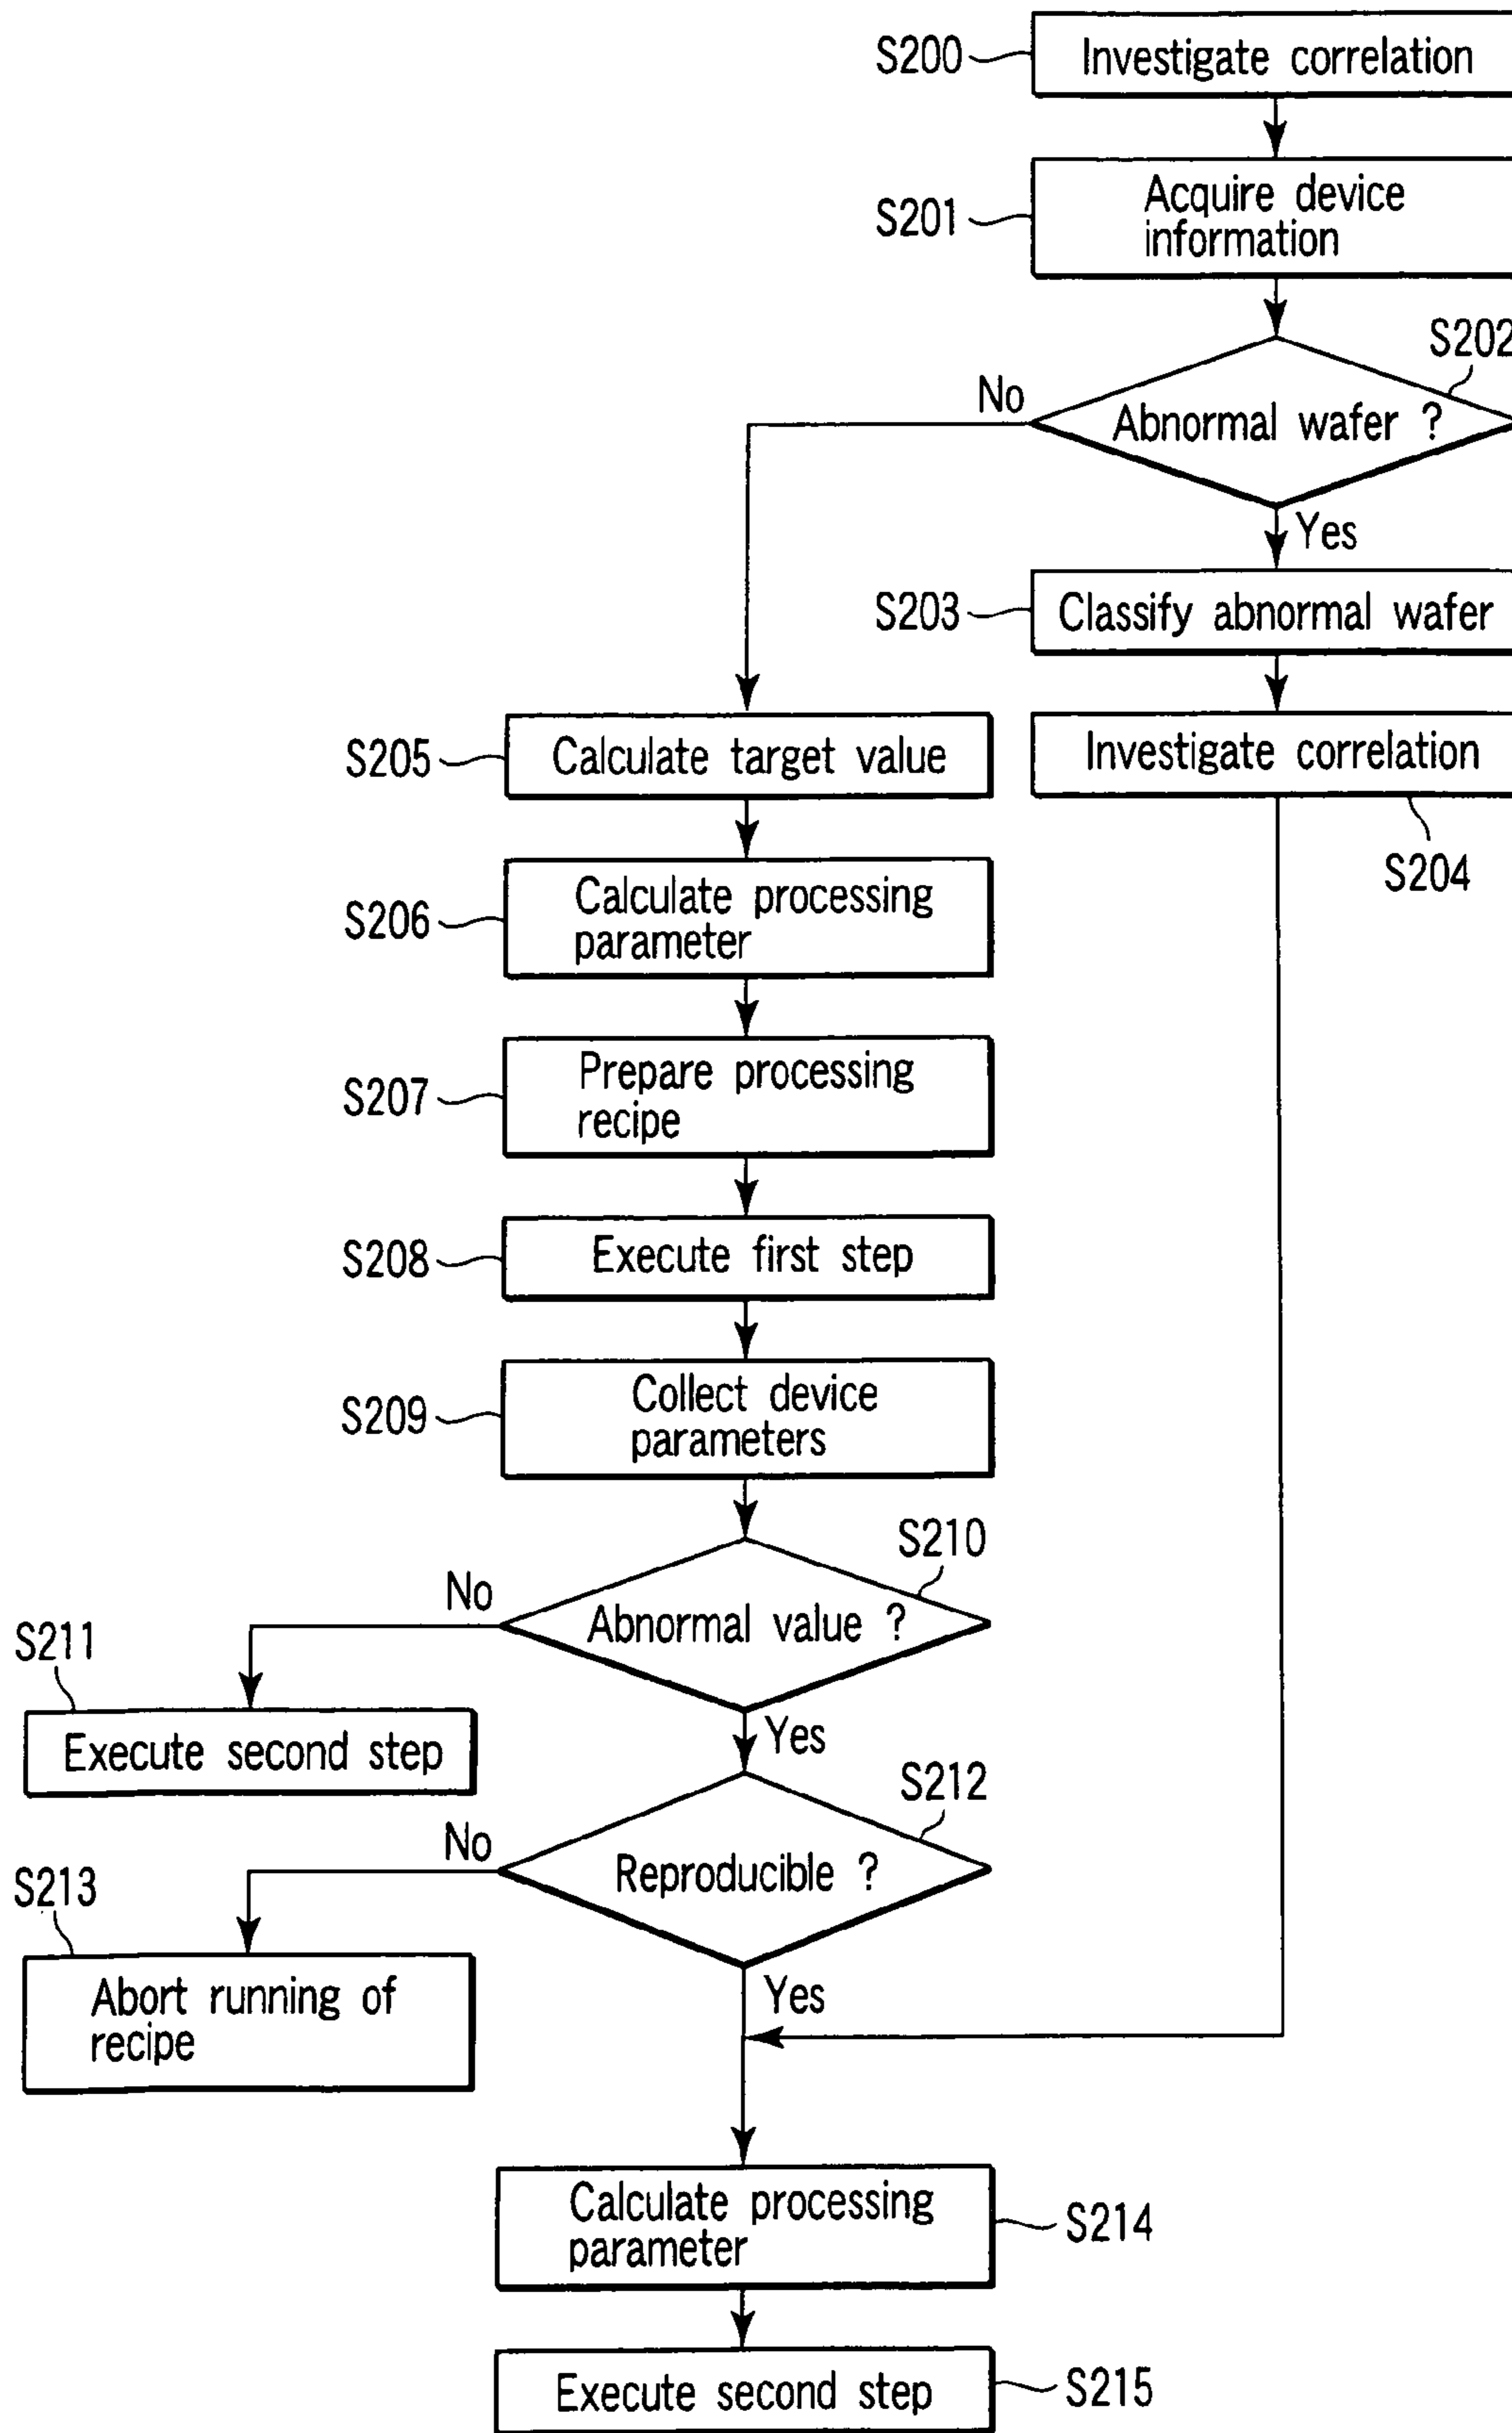 S200
Investigate correlation
S201
Acquire device
information
S202
No
Abnormal wafer ?
Yes
S203
Classify abnormal wafer
S205
Calculate target value
Investigate correlation
S204
S206
Calculate processing
parameter
S207
Prepare processing
recipe
S208
Execute first step
S209
Collect device
parameters
S210
No
Abnormal value ?
S211
Execute second step
Yes
S212
No
Reproducible ?
S213
Abort running of
recipe
Yes
Calculate processing
parameter
S214
Execute second step
S215